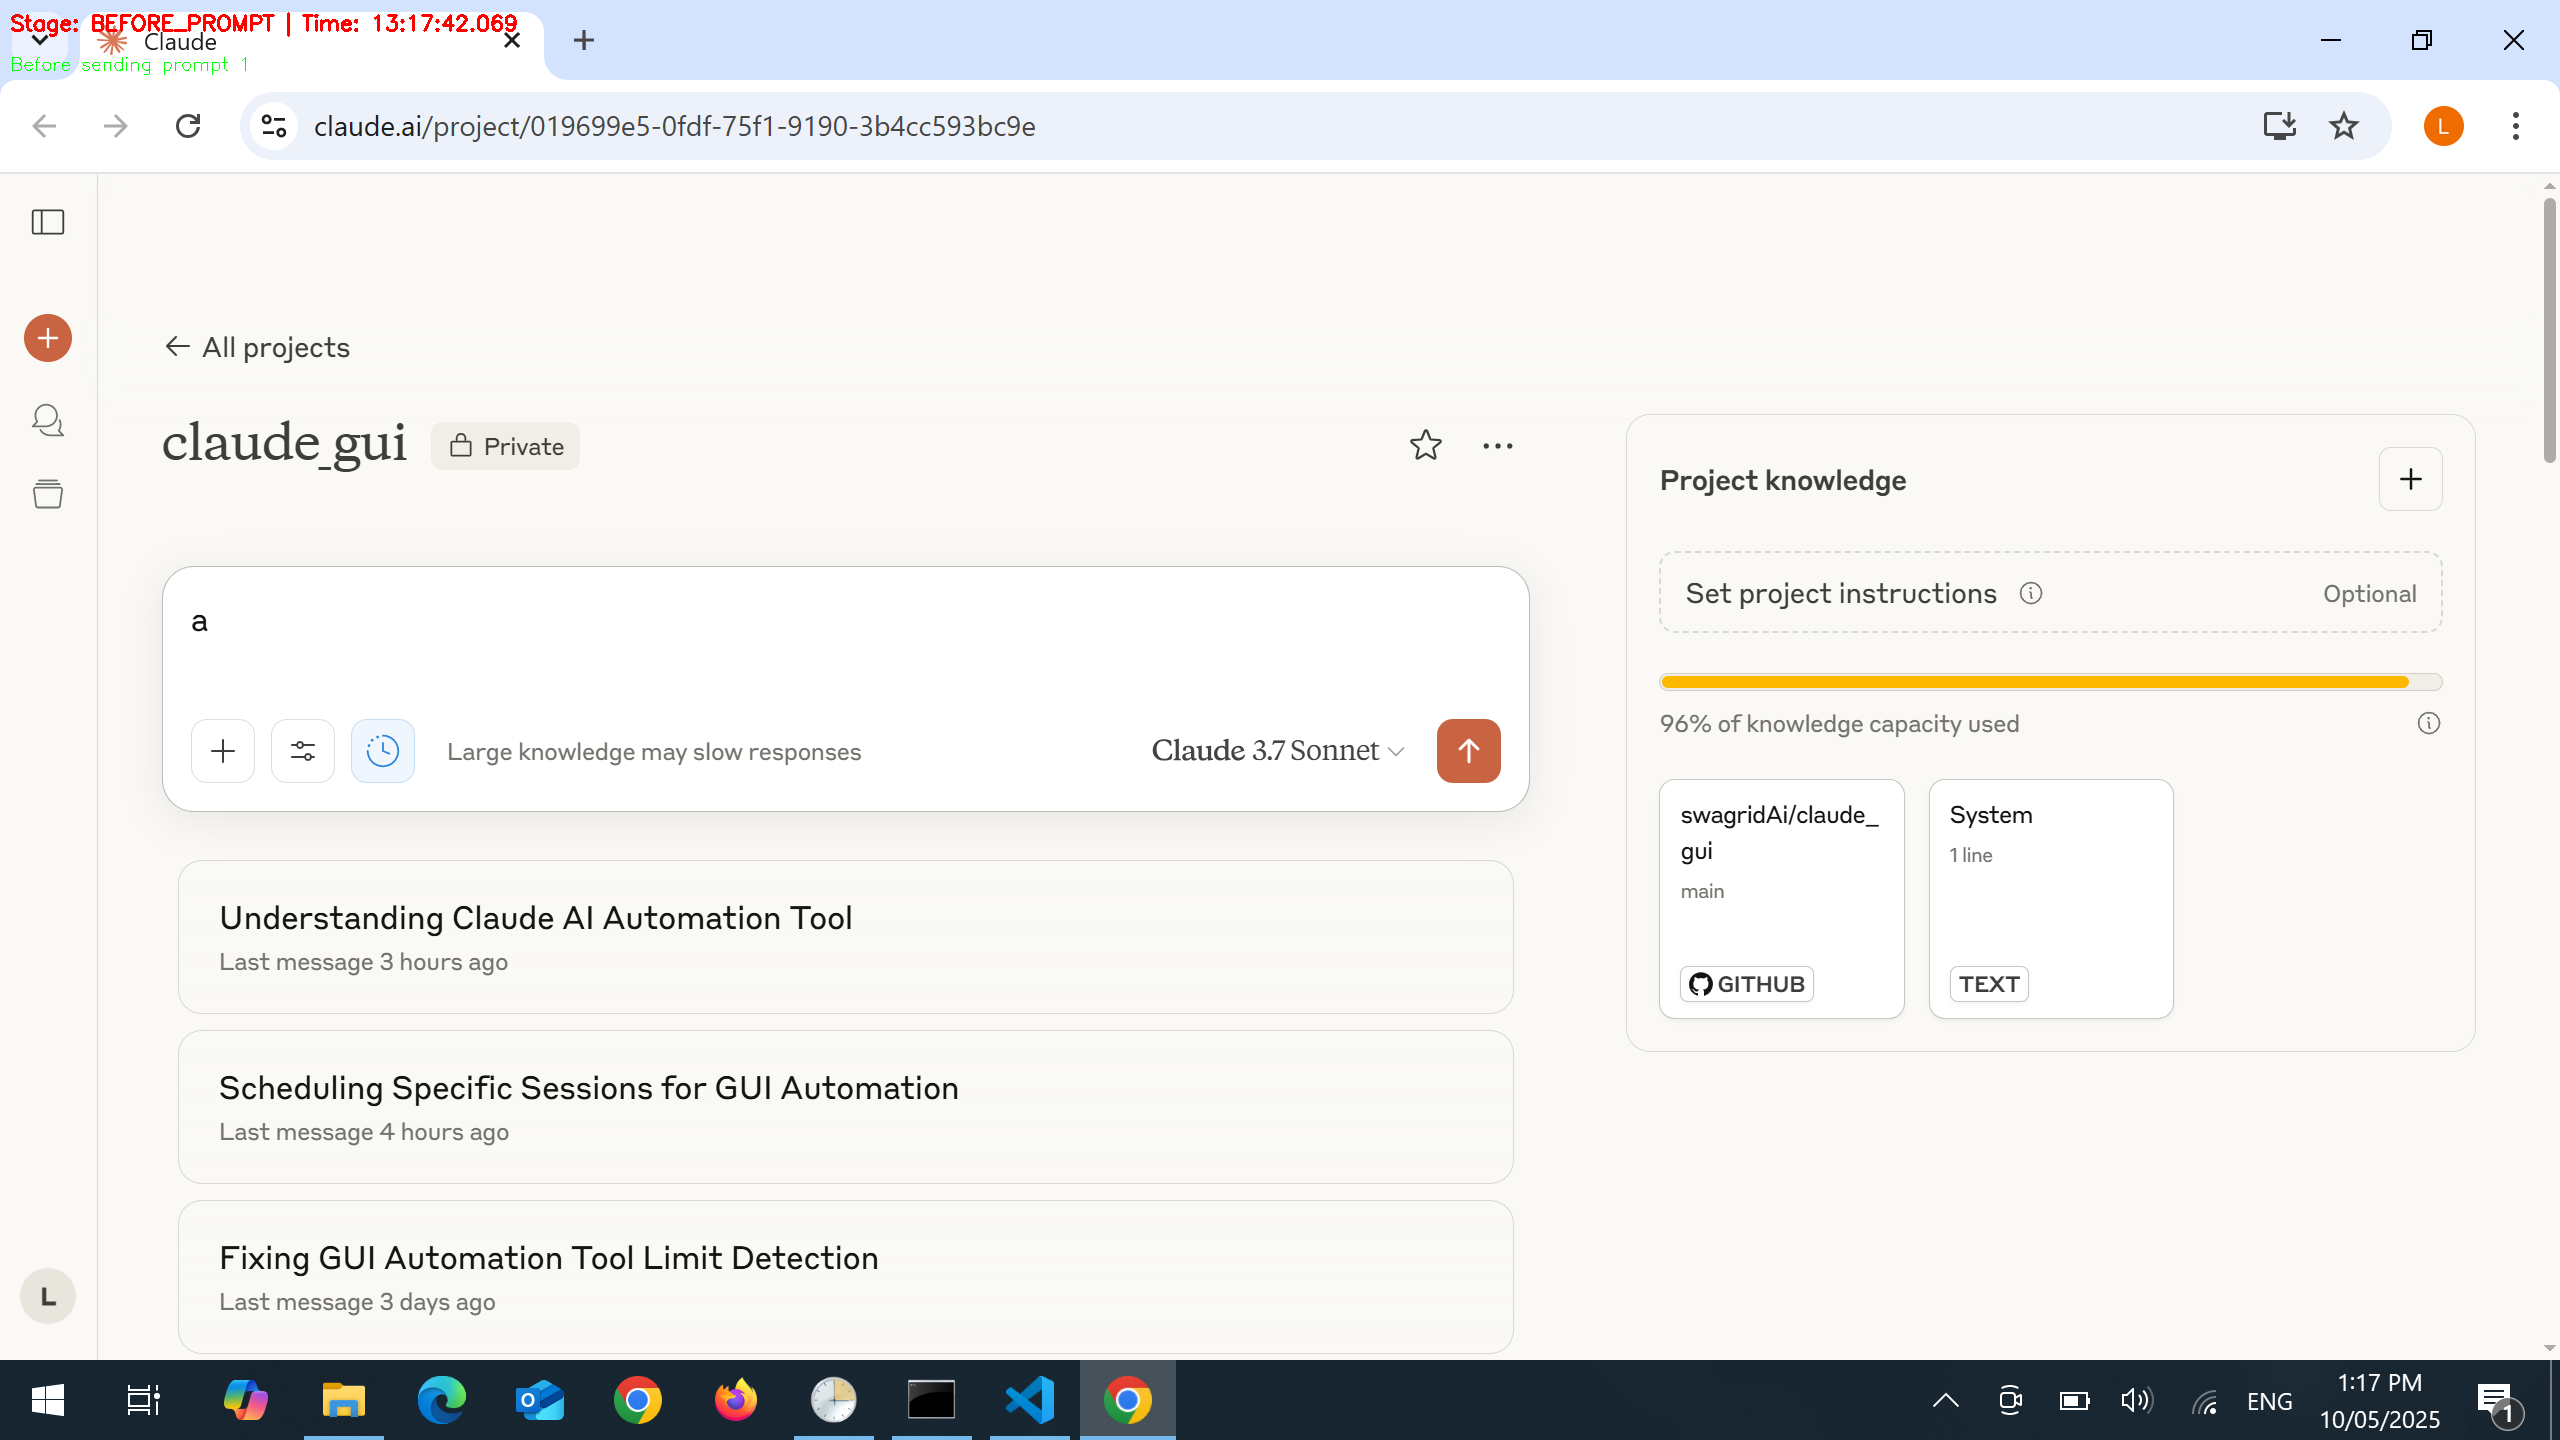 Stage: BEFORE_PROMPT | Time: 13:17:42.069
Claude
Before sending prompt 1
claude.ai/project/019699e5-0fdf-75f1-9190-3b4cc593bc9e
L
All projects
claude_gui
Private
a
Large knowledge may slow responses
Claude 3.7 Sonnet
Understanding Claude AI Automation Tool
Last message 3 hours ago
Scheduling Specific Sessions for GUI Automation
Last message 4 hours ago
Fixing GUI Automation Tool Limit Detection
Last message 3 days ago
Project knowledge
Set project instructions
Optional
96% of knowledge capacity used
swagridAi/claude_
gui
main
GITHUB
System
1 line
TEXT
L
ENG
1:17 PM
10/05/2025
1